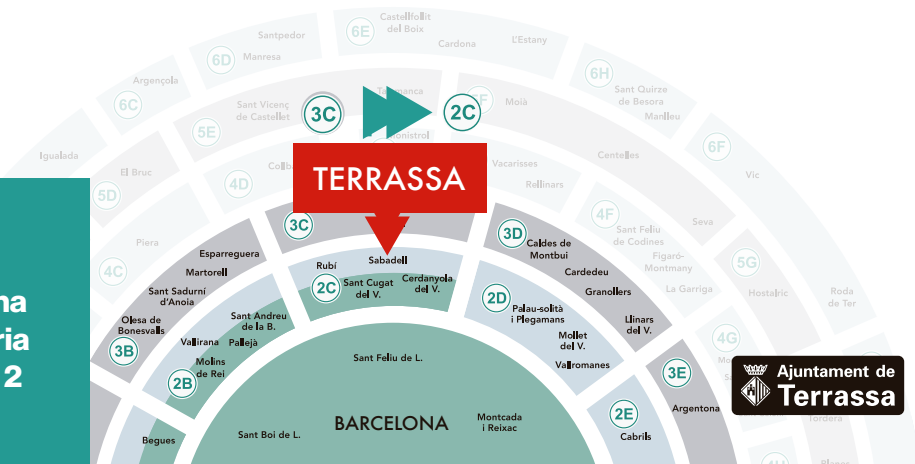 6E
Castellfollit
del Boix
Cardona
L'Estany
Santpedor
6D
Manresa
6H
Sant Quirze
de Besora
Manlleu
Argençola
6C
Sant Vicenç
de Castellet
5E
3C
2C
Moià
6F
Vic
Igualada
El Bruc
5D
4D
TERRASSA
Vacarisses
Rellinars
Centelles
4F
Sant Feliu
de Codines
Seva
Figaró-
Montmany
5G
La Garriga
Hostalric
Roda
de Ter
Piera
4C
3C
Esparreguera
Martorell
Sant Sadurní
d'Anoia
Olesa de
Bonesvalls
3B
Rubí
Sabadell
2C
Sant Cugat
del V.
Cerdanyola
del V.
3D
Caldes de
Montbui
Cardedeu
Granollers
Llinars
del V.
2D
Palau-solità
i Plegamans
Mollet
del V.
Vallromanes
Sant Andreu
de la B.
Vallirana
Pallejà
Molins
de Rei
2B
Begues
Sant Feliu de L.
BARCELONA
Sant Boi de L.
Montcada
i Reixac
4G
3E
Argentona
2E
Cabrils
Tordera
4H
na
ria
2
Ajuntament de
Terrassa